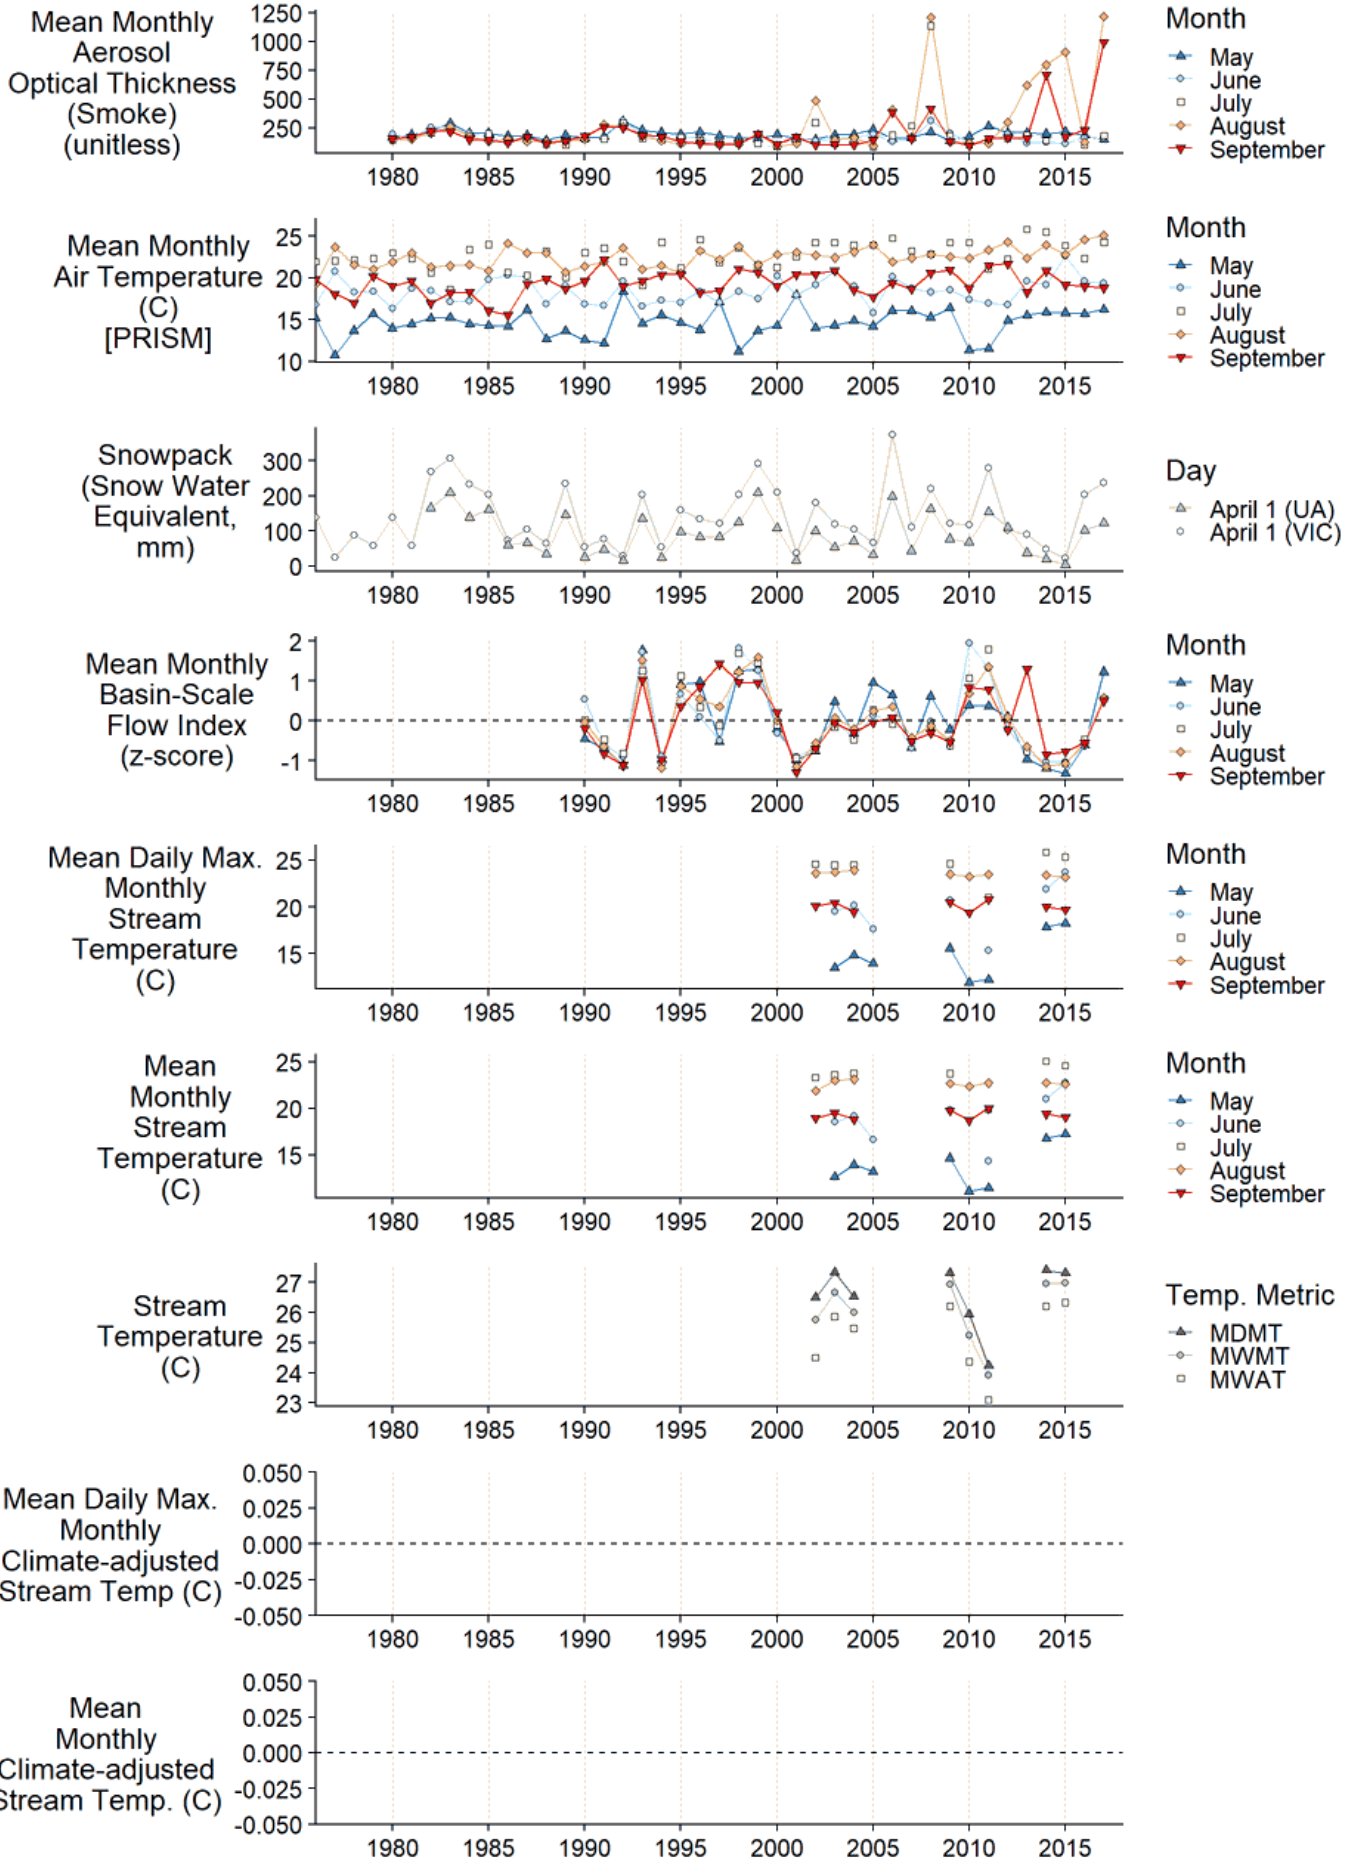 Mean Monthly
Aerosol
Optical Thickness
(Smoke)
(unitless)
1250
1000
750
500
250
1980 1985 1990 1995 2000 2005 2010 2015
Month
May
June
July
August
September
Mean Monthly
Air Temperature
(C)
[PRISM]
25
20
15
10
1980 1985 1990 1995 2000 2005 2010 2015
Month
May
June
July
August
September
Snowpack
(Snow Water
Equivalent,
mm)
300
200
100
0
1980 1985 1990 1995 2000 2005 2010 2015
Day
April 1 (UA)
April 1 (VIC)
Mean Monthly
Basin-Scale
Flow Index
(z-score)
2
1
0
-1
1980 1985 1990 1995 2000 2005 2010 2015
Month
May
June
July
August
September
Mean Daily Max.
Monthly
Stream
Temperature
(C)
25
20
15
1980 1985 1990 1995 2000 2005 2010 2015
Month
May
June
July
August
September
Mean
Monthly
Stream
Temperature
(C)
25
20
15
1980 1985 1990 1995 2000 2005 2010 2015
Month
May
June
July
August
September
Stream
Temperature
(C)
27
26
25
24
23
1980 1985 1990 1995 2000 2005 2010 2015
Temp. Metric
MDMT
MWMT
MWAT
Mean Daily Max.
Monthly
Climate-adjusted
Stream Temp (C)
0.050
0.025
0.000
-0.025
-0.050
1980 1985 1990 1995 2000 2005 2010 2015
Mean
Monthly
Climate-adjusted
Stream Temp. (C)
0.050
0.025
0.000
-0.025
-0.050
1980 1985 1990 1995 2000 2005 2010 2015